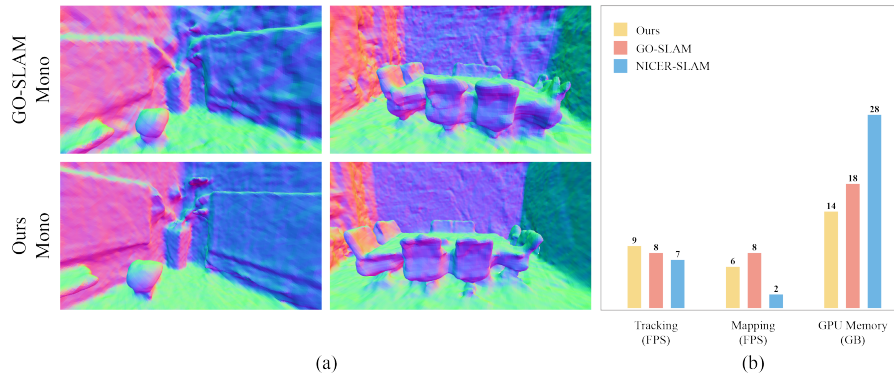 GO-SLAM
Mono
Ours
Mono
(a)
Ours
GO-SLAM
NICER-SLAM
9
8
7
6
8
2
14
18
28
Tracking
(FPS)
Mapping
(FPS)
GPU Memory
(GB)
(b)